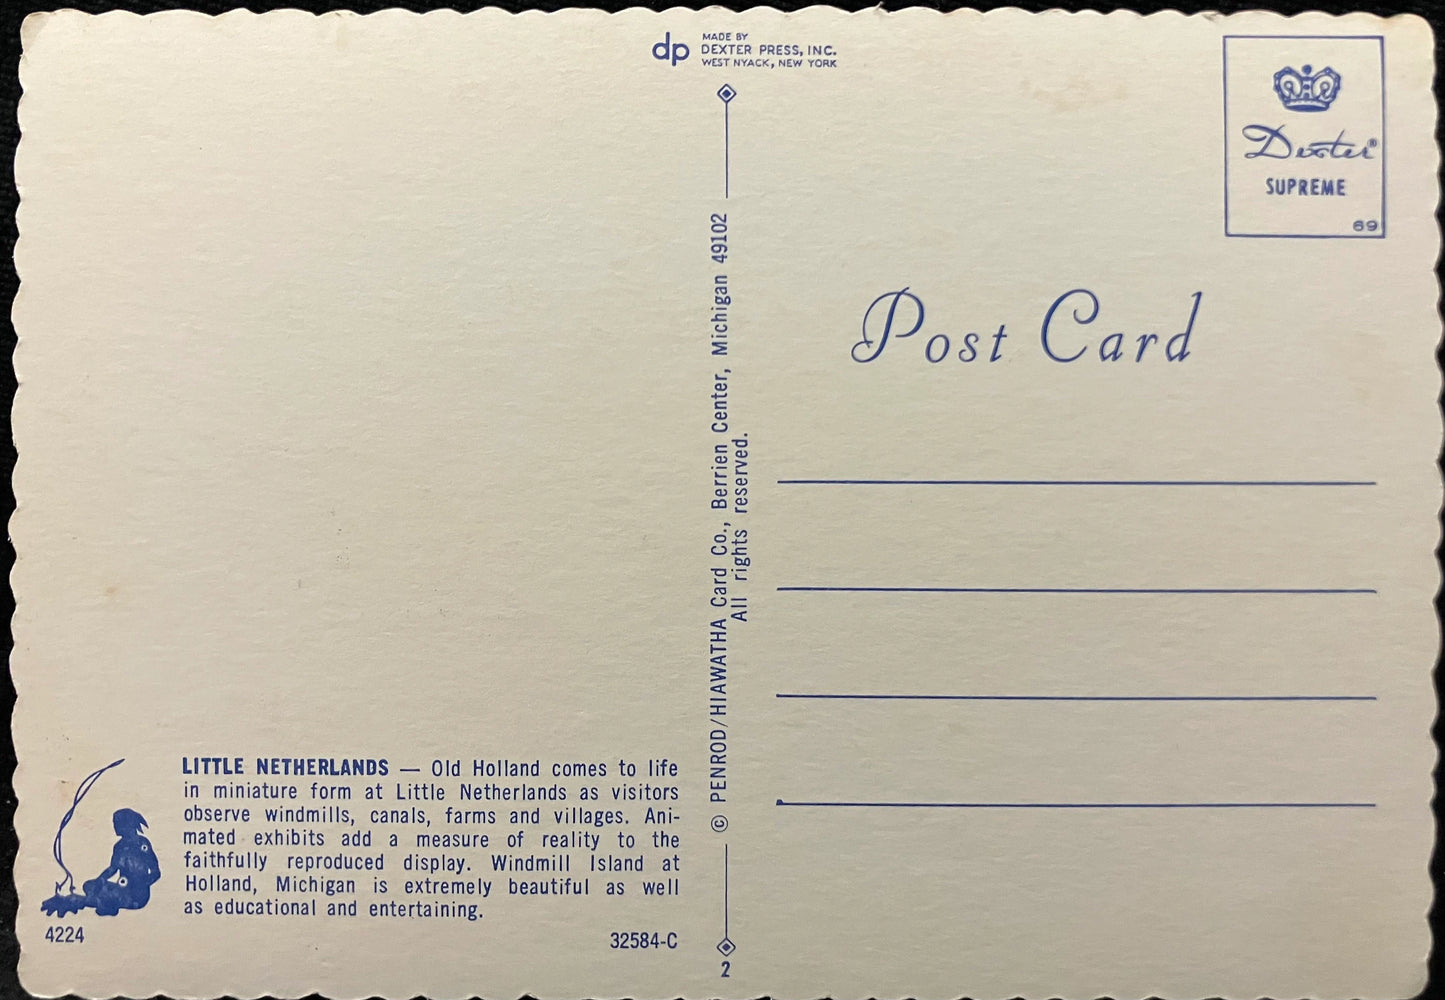 dp
MADE BY
DEXTER PRESS, INC.
WEST NYACK, NEW YORK
Dexter®
SUPREME
69
Post Card
© PENROD/HIAWATHA Card Co., Berrien Center, Michigan 49102
All rights reserved.
LITTLE NETHERLANDS — Old Holland comes to life
in miniature form at Little Netherlands as visitors
observe windmills, canals, farms and villages. Ani-
mated exhibits add a measure of reality to the
faithfully reproduced display. Windmill Island at
Holland, Michigan is extremely beautiful as well
as educational and entertaining.
4224
32584-C
2